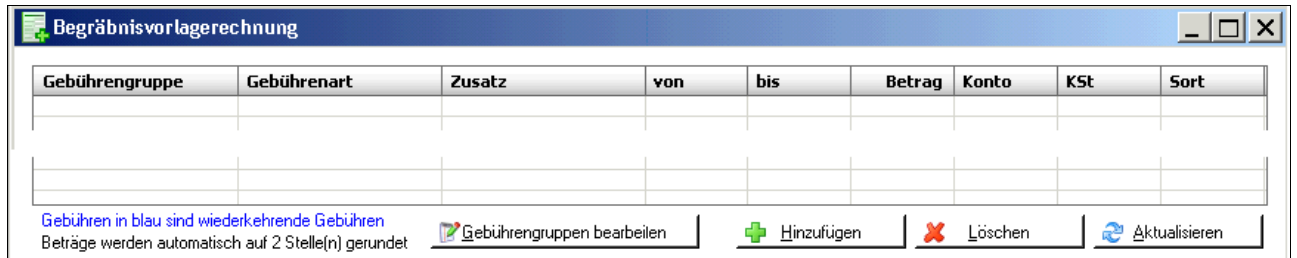 Begräbnisvorlagerechnung
Gebührengruppe Gebührenart Zusatz von bis Betrag Konto KSt Sort
Gebühren in blau sind wiederkehrende Gebühren
Beträge werden automatisch auf 2 Stelle(n) gerundet
Gebührengruppen bearbeiten Hinzufügen Löschen Aktualisieren